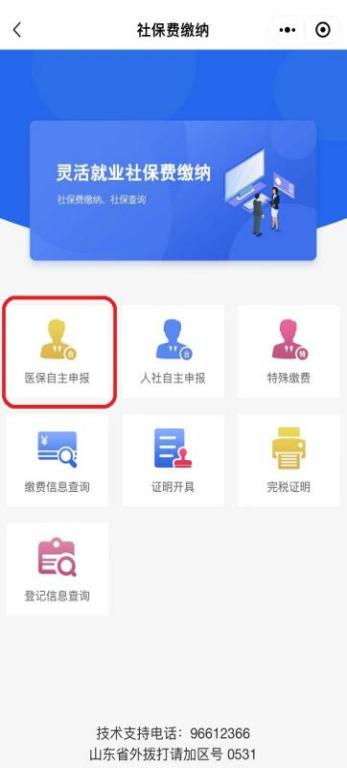 社保费缴纳
灵活就业社保费缴纳
社保费缴纳、社保查询
医保自主申报
人社自主申报
特殊缴费
缴费信息查询
证明开具
完税证明
登记信息查询
技术支持电话：96612366
山东省外拨打请加区号 0531